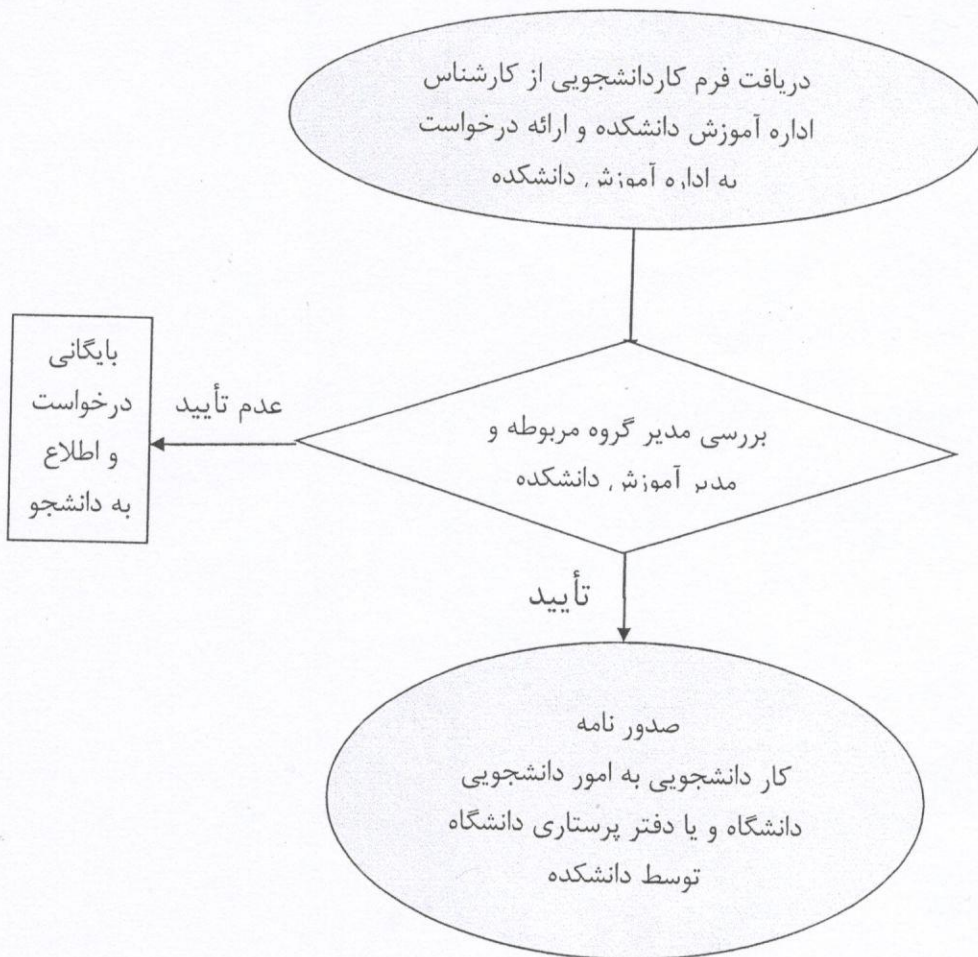 دریافت فرم کاردانشجویی از کارشناس
اداره آموزش دانشکده و ارائه درخواست
به اداره آموزش دانشکده
بررسی مدیر گروه مربوطه و
مدیر آموزش دانشکده
عدم تأیید
بایگانی
درخواست
و اطلاع
به دانشجو
تأیید
صدور نامه
کار دانشجویی به امور دانشجویی
دانشگاه و یا دفتر پرستاری دانشگاه
توسط دانشکده